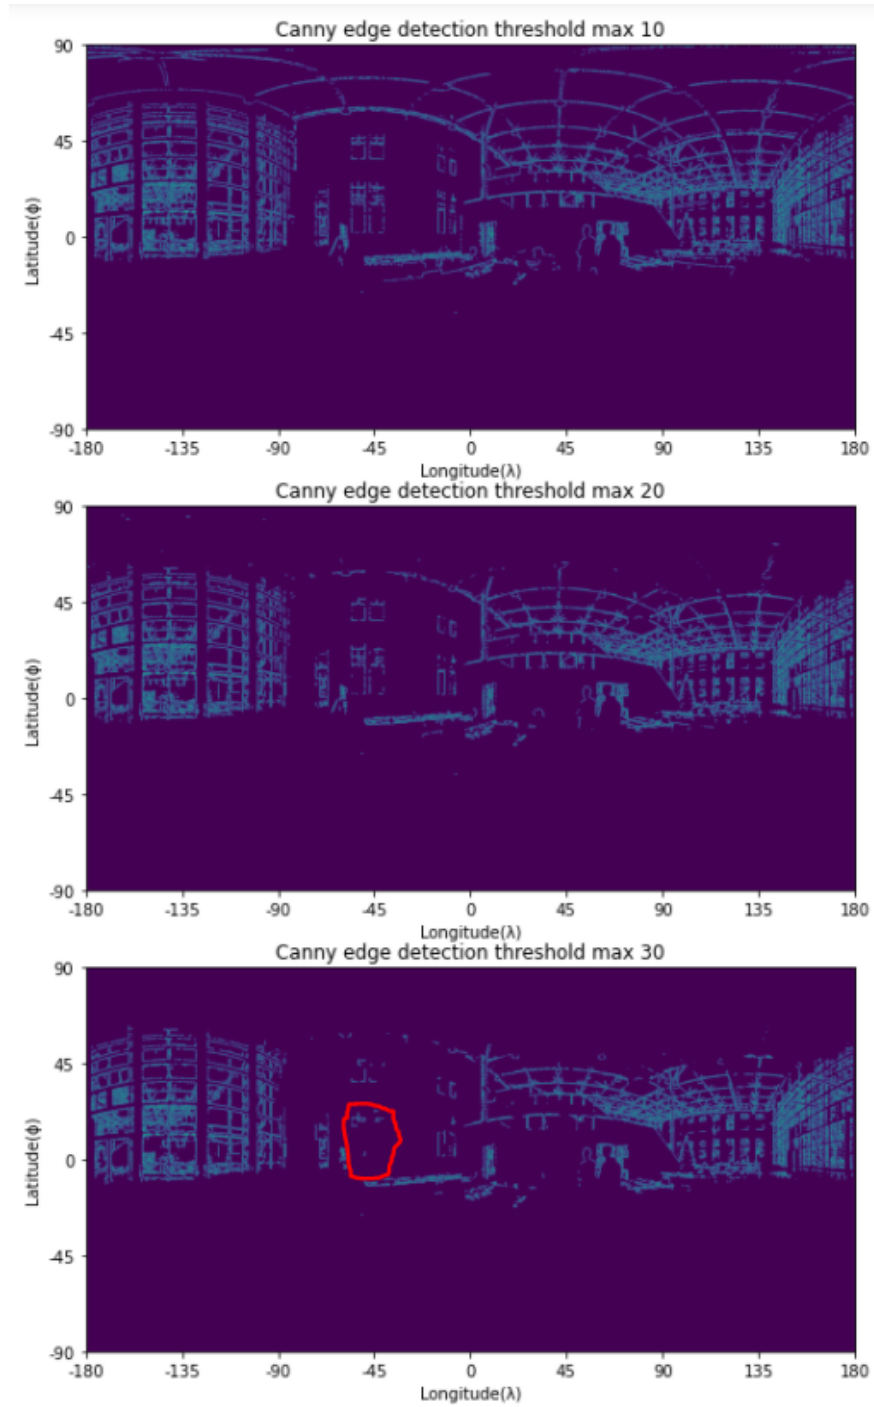 Canny edge detection threshold max 10
90
45
0
-45
-90
Latitude(ϕ)
-180 -135 -90 -45 0 45 90 135 180
Longitude(λ)
Canny edge detection threshold max 20
90
45
0
-45
-90
Latitude(ϕ)
-180 -135 -90 -45 0 45 90 135 180
Longitude(λ)
Canny edge detection threshold max 30
90
45
0
-45
-90
Latitude(ϕ)
-180 -135 -90 -45 0 45 90 135 180
Longitude(λ)